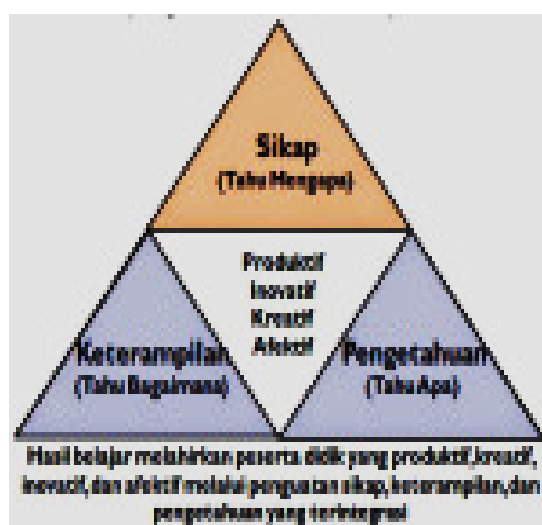 Sikap
(Tahu Mengapa)
Produktif
Inovatif
Kreatif
Afektif
Keterampilan
(Tahu Bagaimana)
Pengetahuan
(Tahu Apa)
Hasil belajar melahirkan peserta didik yang produktif,kreatif,
inovatif,dan afektif melalui penguatan sikap,keterampilan,dan
pengetahuan yang terintegrasi